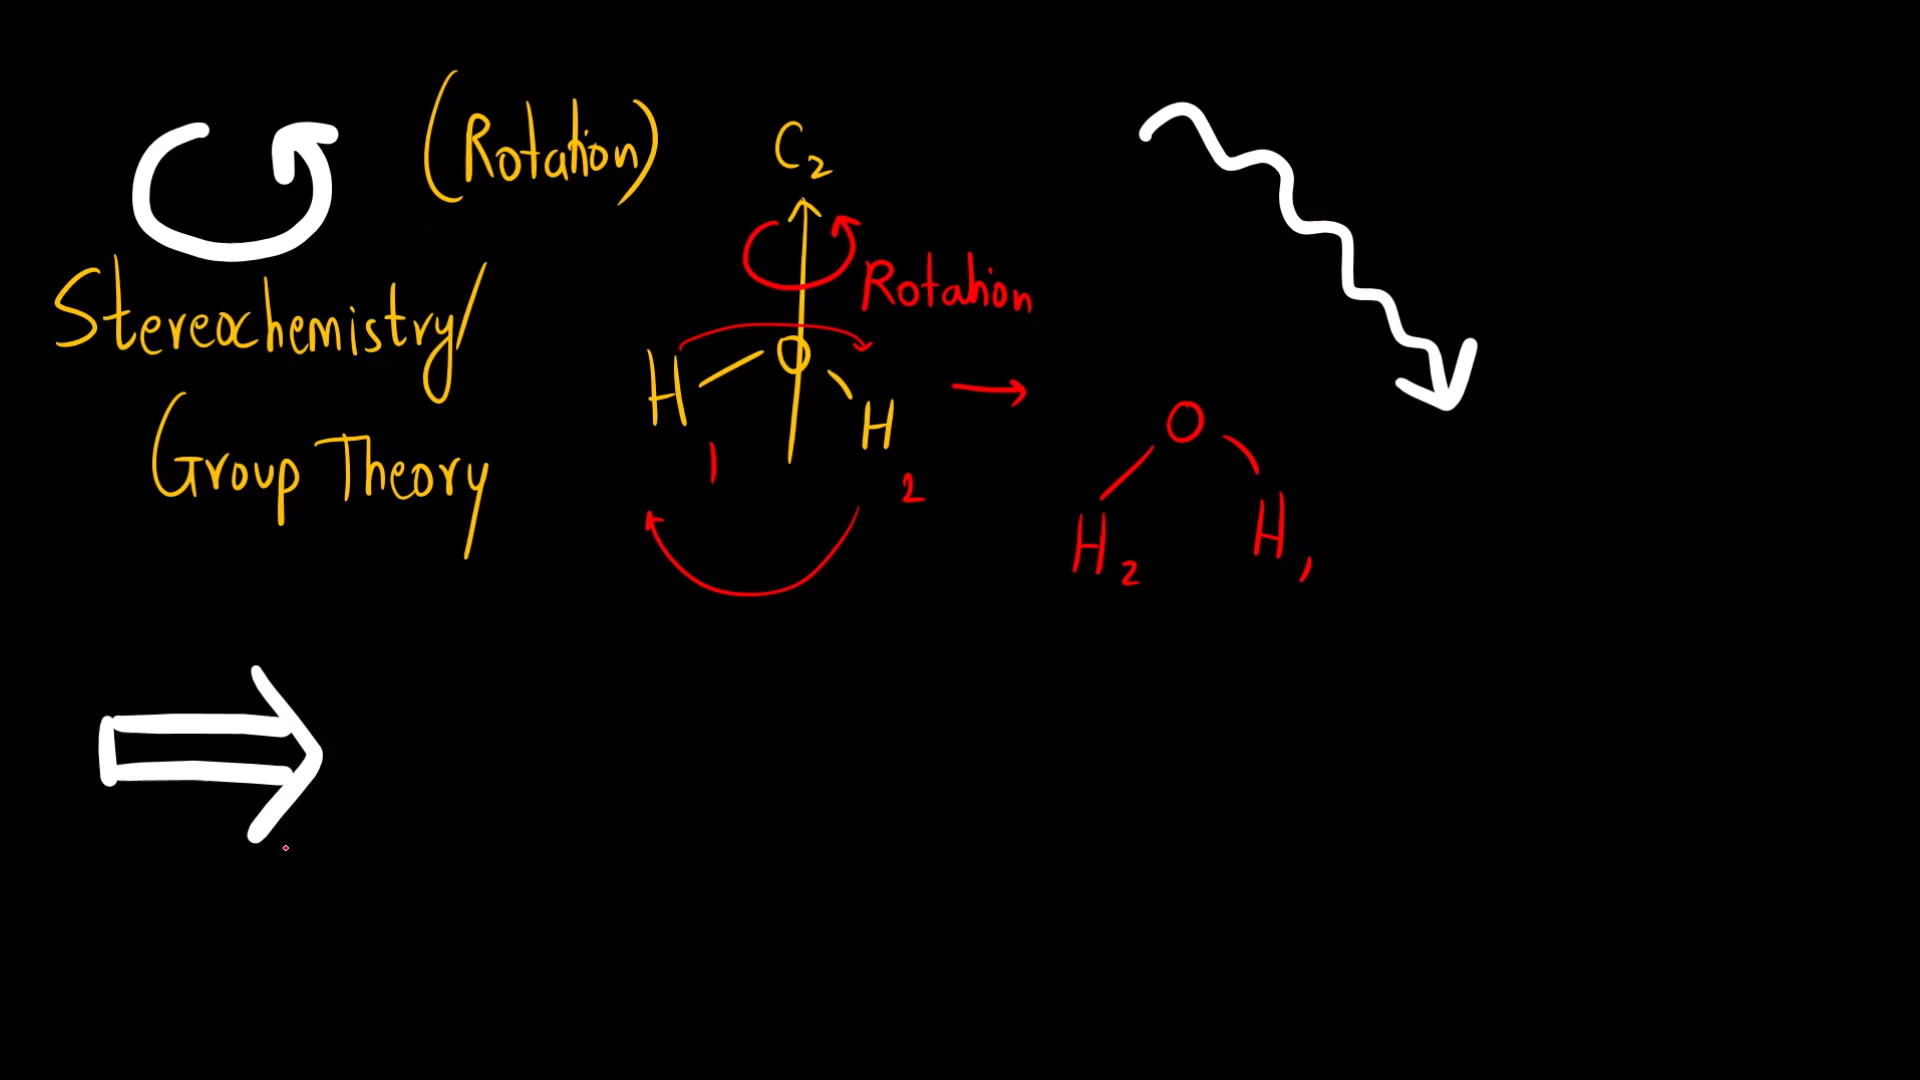 (Rotation)
C2
Rotation
Stereochemistry/
Group Theory
H O H
1 2
O
H2 H1